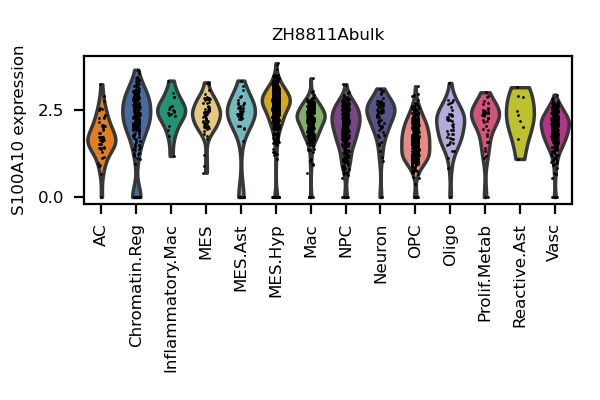 ZH8811Abulk
S100A10 expression
2.5
0.0
AC
Chromatin.Reg
Inflammatory.Mac
MES
MES.Ast
MES.Hyp
Mac
NPC
Neuron
OPC
Oligo
Prolif.Metab
Reactive.Ast
Vasc